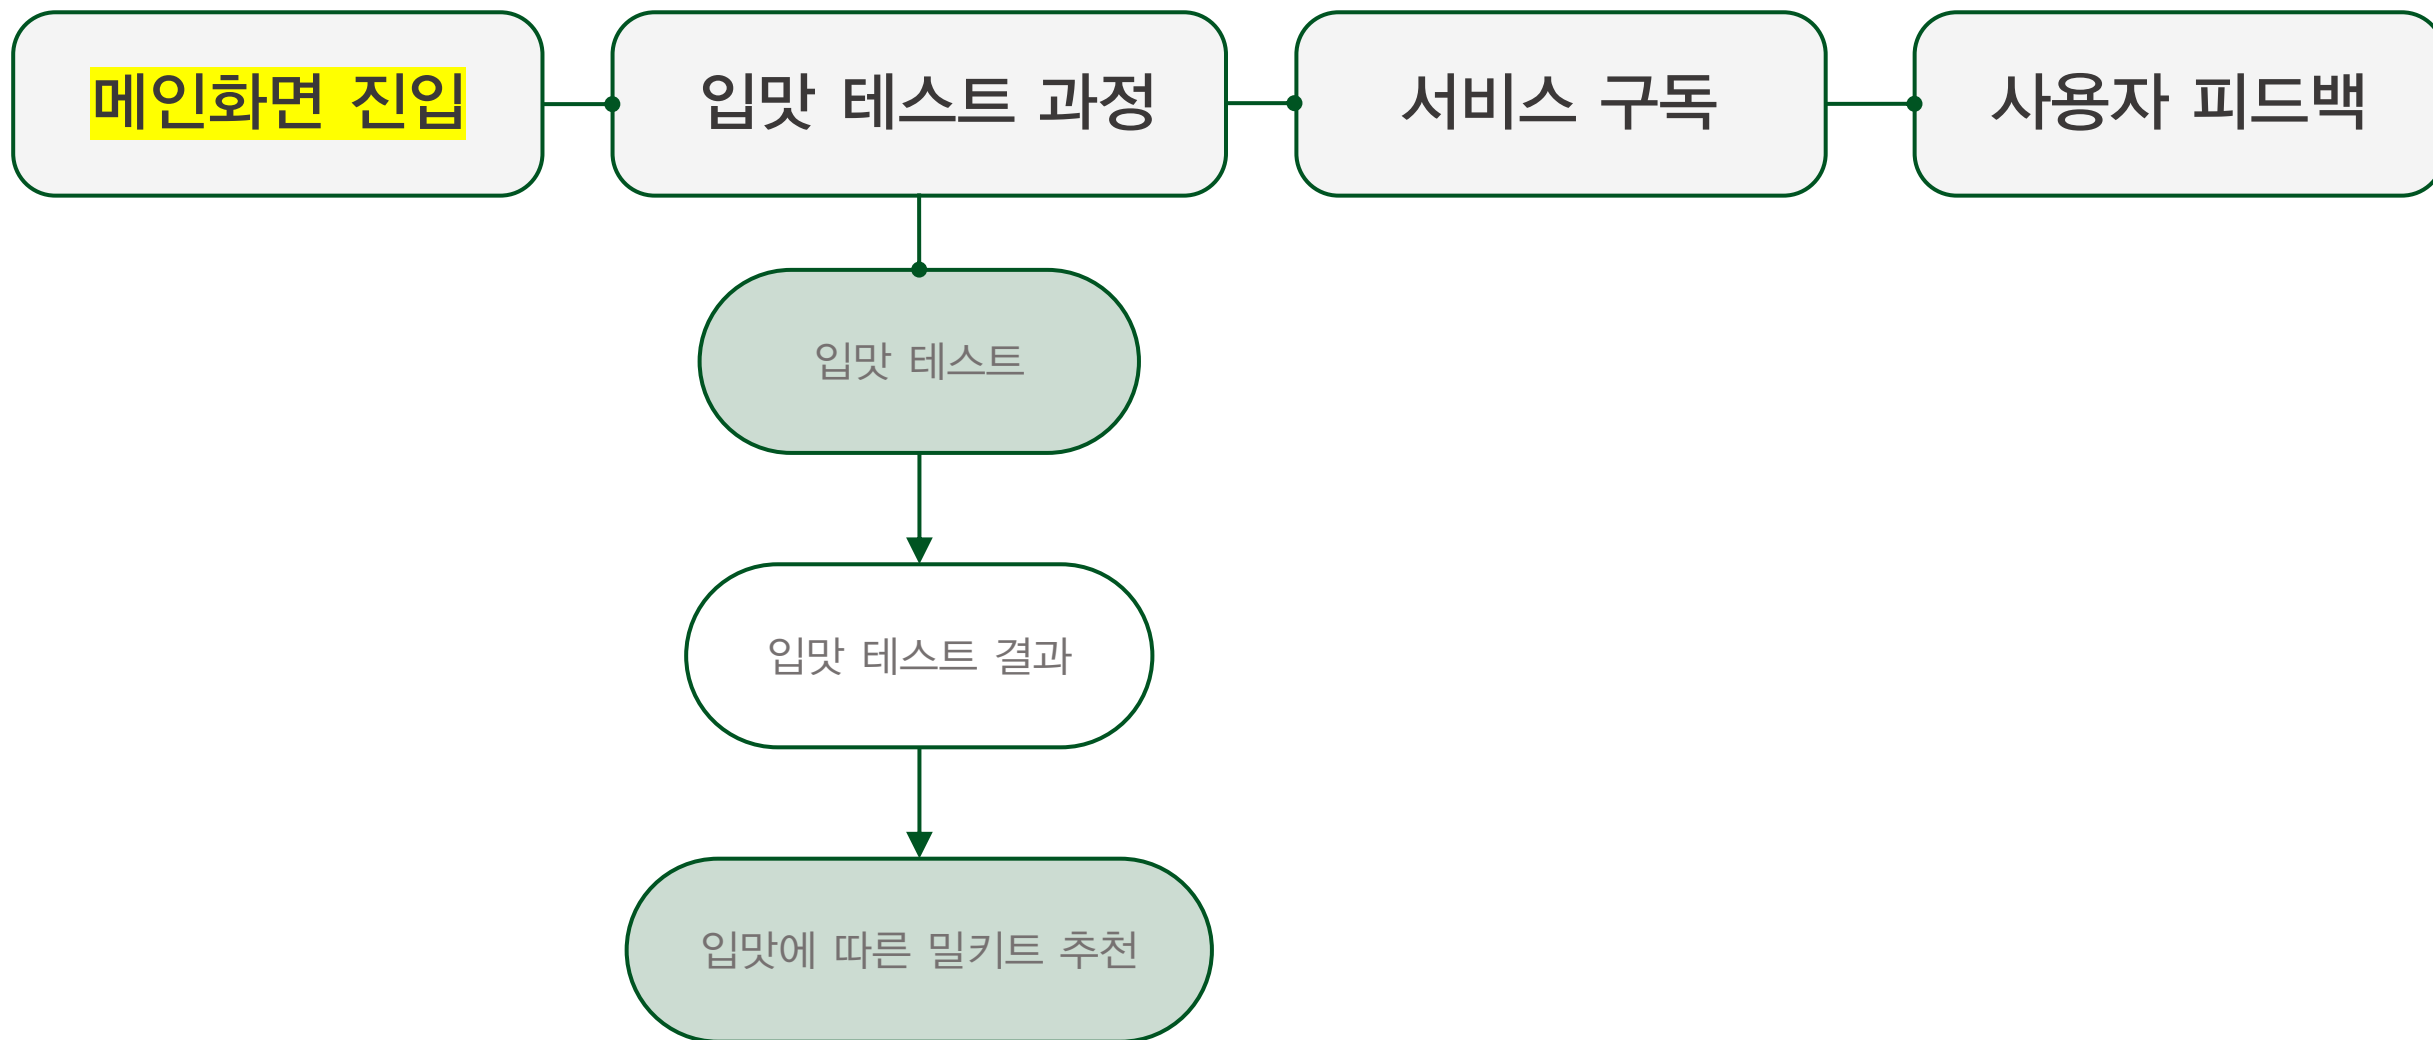 메인화면 진입
입맛 테스트 과정
서비스 구독
사용자 피드백
입맛 테스트
입맛 테스트 결과
입맛에 따른 밀키트 추천